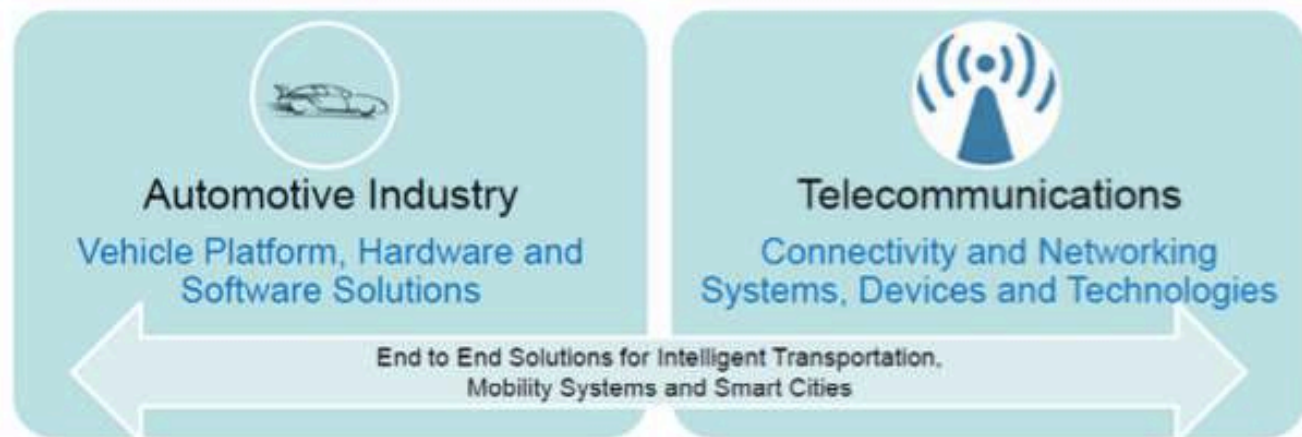 Automotive Industry
Vehicle Platform, Hardware and
Software Solutions
Telecommunications
Connectivity and Networking
Systems, Devices and Technologies
End to End Solutions for Intelligent Transportation,
Mobility Systems and Smart Cities